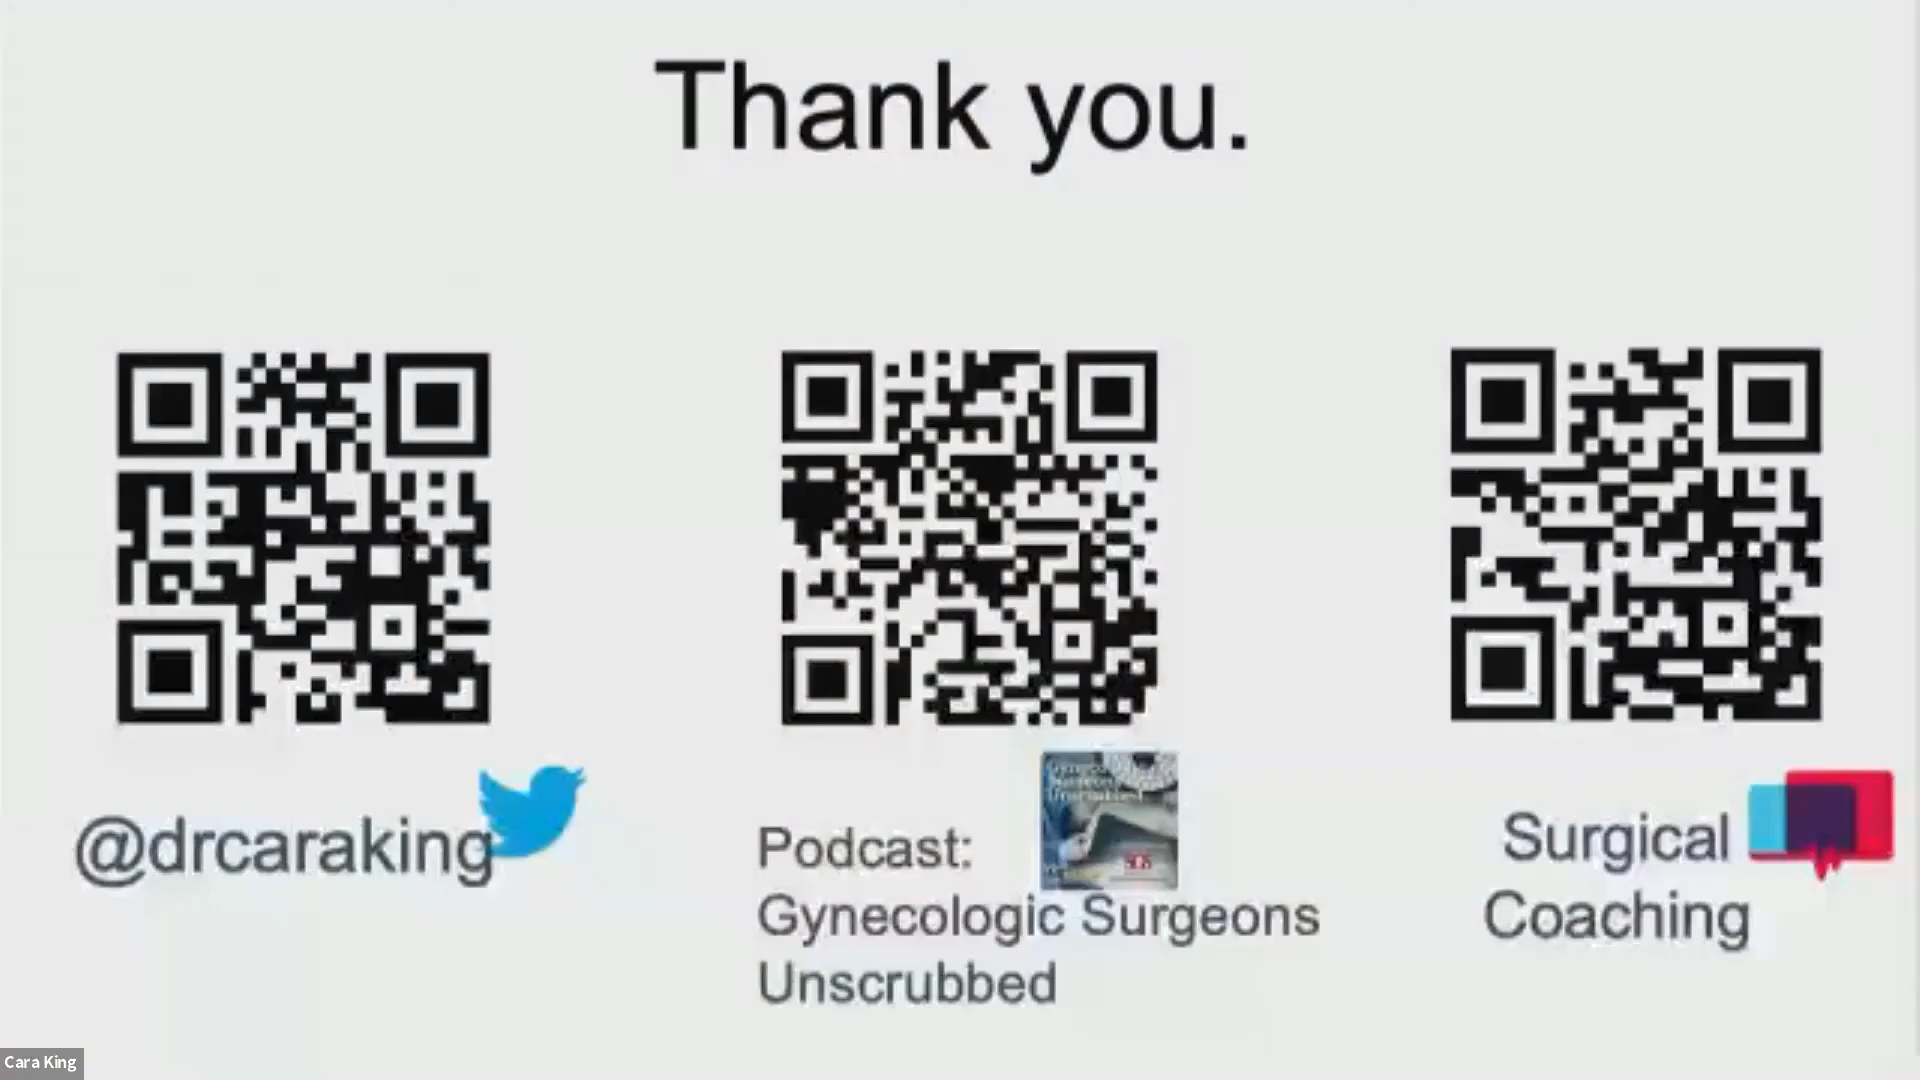 Thank you.
@drcaraking
Podcast:
Gynecologic Surgeons
Unscrubbed
Surgical
Coaching
Cara King